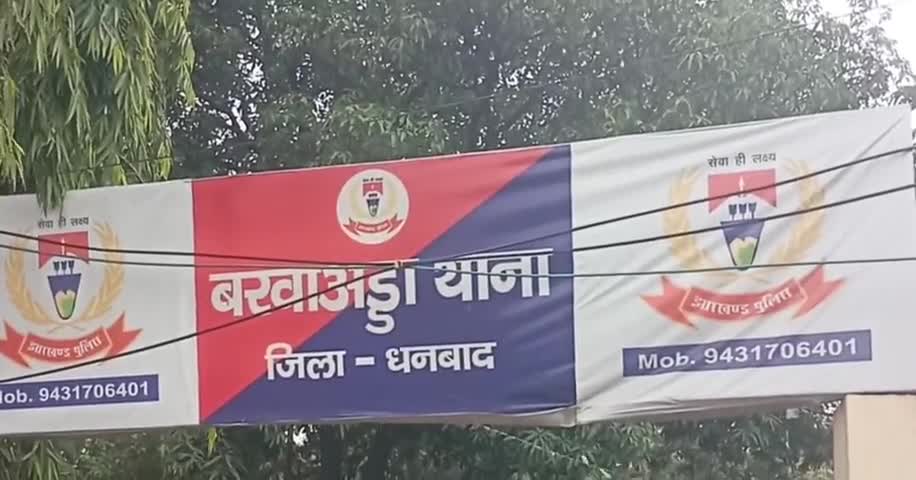 सेवा ही लक्ष्य
झारखण्ड पुलिस
Mob. 9431706401
बरवाअड्डा थाना
जिला - धनबाद
सेवा ही लक्ष्य
झारखण्ड पुलिस
Mob. 9431706401